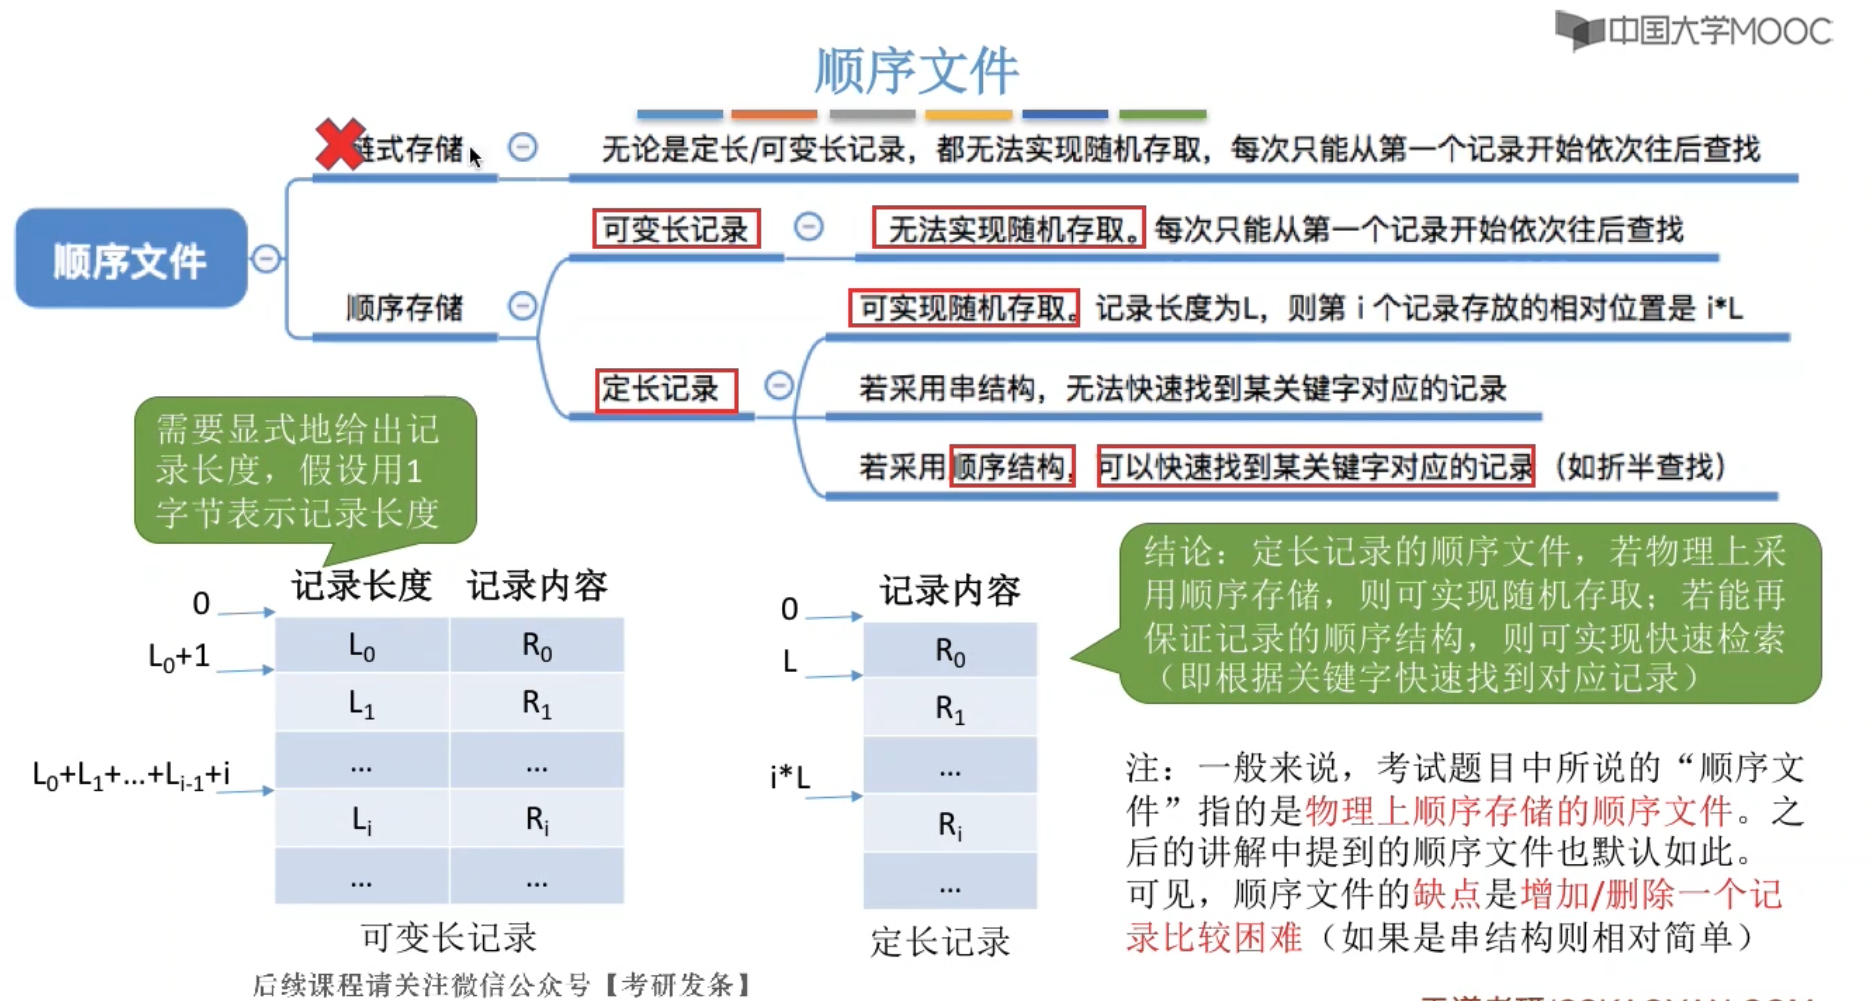 中国大学MOOC
顺序文件
链式存储
无论是定长/可变长记录，都无法实现随机存取，每次只能从第一个记录开始依次往后查找
可变长记录
无法实现随机存取。每次只能从第一个记录开始依次往后查找
顺序文件
顺序存储
可实现随机存取。记录长度为L，则第 i 个记录存放的相对位置是 i*L
定长记录
若采用串结构，无法快速找到某关键字对应的记录
若采用顺序结构，可以快速找到某关键字对应的记录（如折半查找）
需要显式地给出记
录长度，假设用1
字节表示记录长度
结论：定长记录的顺序文件，若物理上采
用顺序存储，则可实现随机存取；若能再
保证记录的顺序结构，则可实现快速检索
（即根据关键字快速找到对应记录）
记录长度 记录内容
0
L₀ R₀
L₀+1
L₁ R₁
... ...
L₀+L₁+...+Lᵢ₋₁+i
Lᵢ Rᵢ
... ...
可变长记录
记录内容
0
R₀
L
R₁
...
i*L
Rᵢ
...
定长记录
注：一般来说，考试题目中所说的“顺序文
件”指的是物理上顺序存储的顺序文件。之
后的讲解中提到的顺序文件也默认如此。
可见，顺序文件的缺点是增加/删除一个记
录比较困难（如果是串结构则相对简单）
后续课程请关注微信公众号【考研发条】